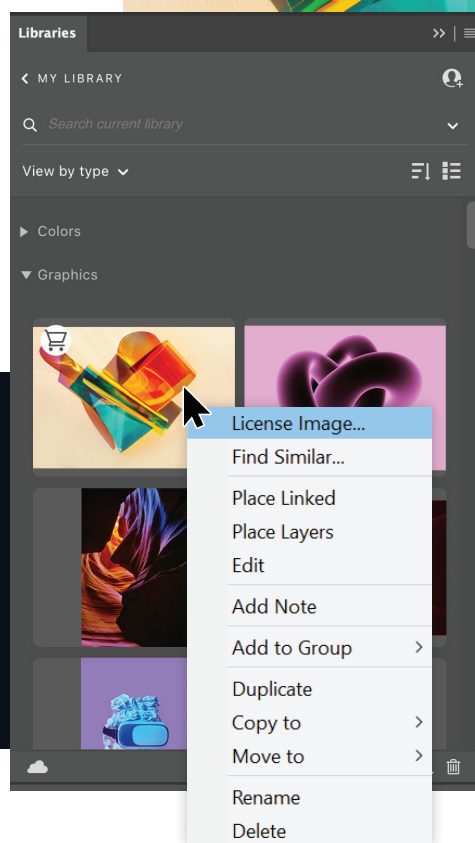 Libraries
MY LIBRARY
Search current library
View by type
Colors
Graphics
License Image...
Find Similar...
Place Linked
Place Layers
Edit
Add Note
Add to Group
Duplicate
Copy to
Move to
Rename
Delete